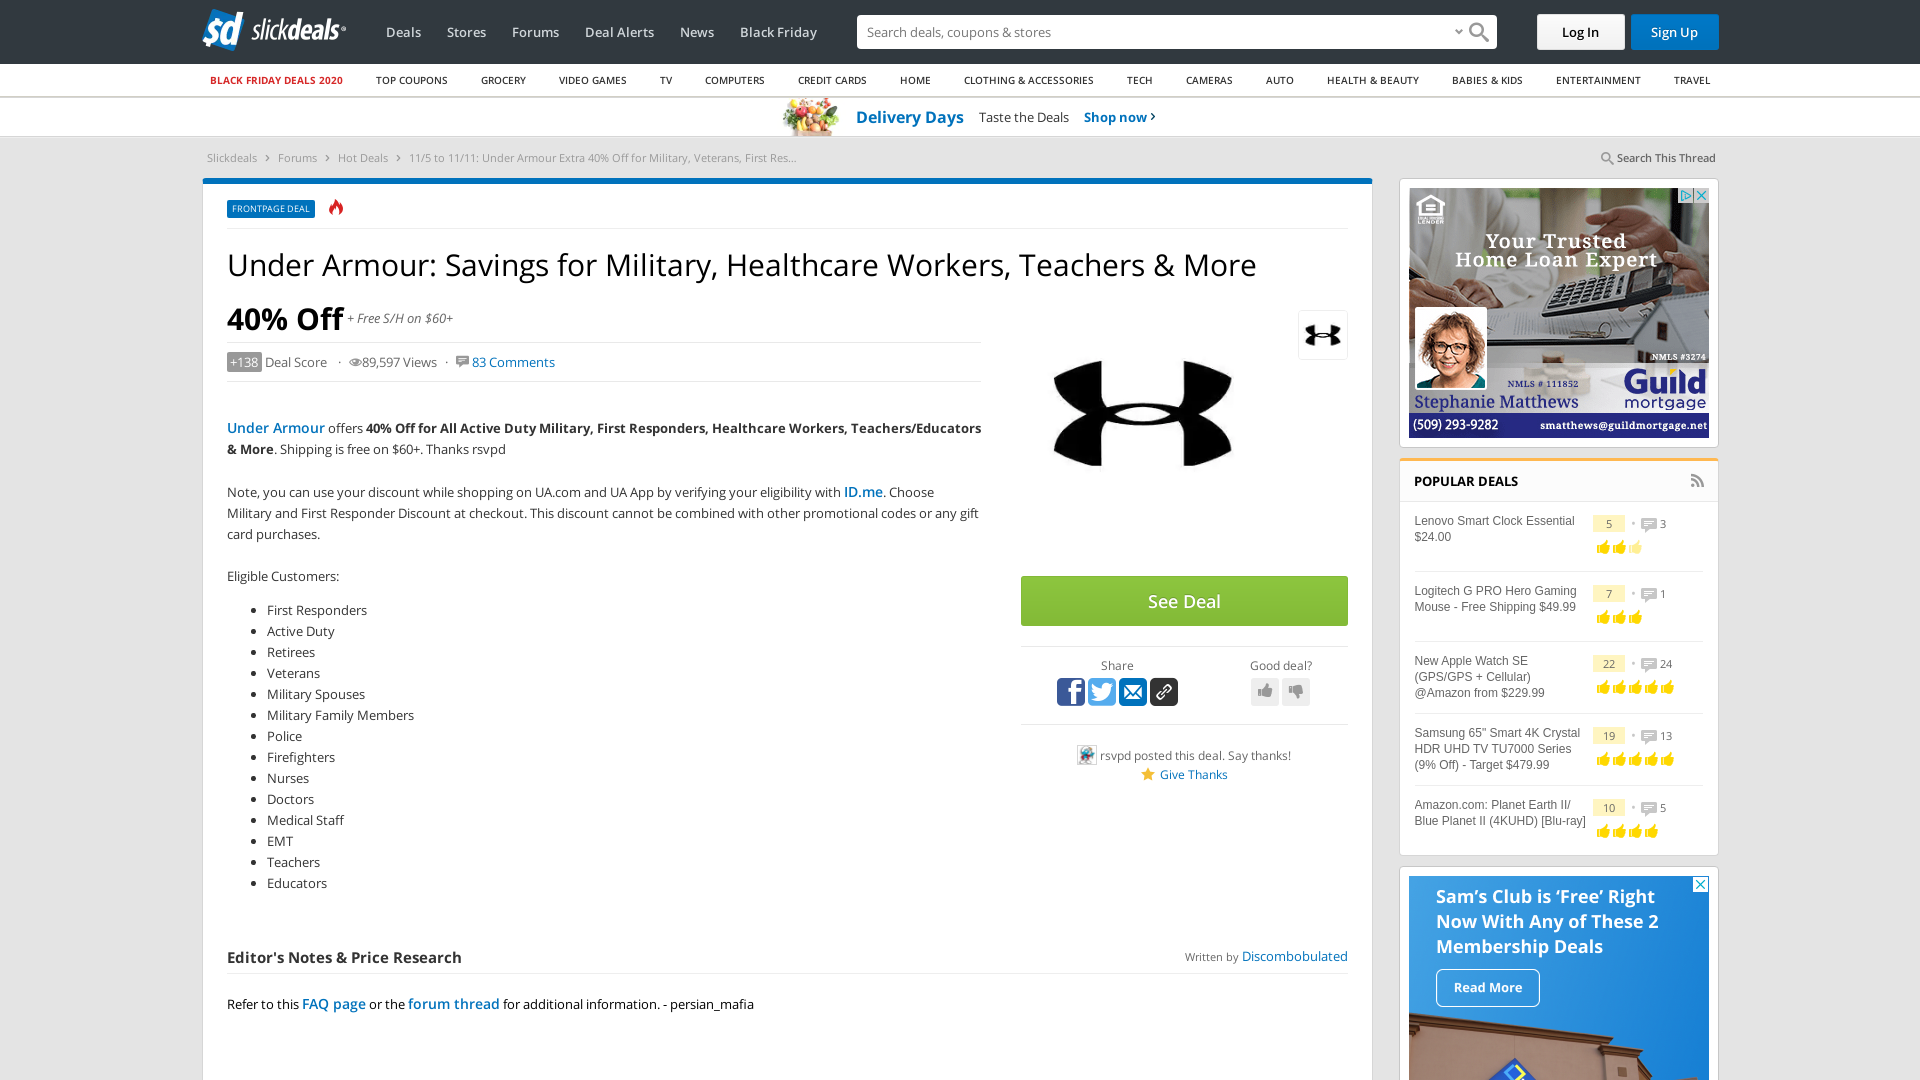 sd slickdeals
Deals Stores Forums Deal Alerts News Black Friday
Search deals, coupons & stores
Log In
Sign Up
BLACK FRIDAY DEALS 2020 TOP COUPONS GROCERY VIDEO GAMES TV COMPUTERS CREDIT CARDS HOME CLOTHING & ACCESSORIES TECH CAMERAS AUTO HEALTH & BEAUTY BABIES & KIDS ENTERTAINMENT TRAVEL
Delivery Days Taste the Deals Shop now
Slickdeals Forums Hot Deals 11/5 to 11/11: Under Armour Extra 40% Off for Military, Veterans, First Res...
Search This Thread
FRONTPAGE DEAL
Under Armour: Savings for Military, Healthcare Workers, Teachers & More
40% Off + Free S/H on $60+
+138 Deal Score · 89,597 Views · 83 Comments
Under Armour offers 40% Off for All Active Duty Military, First Responders, Healthcare Workers, Teachers/Educators
& More. Shipping is free on $60+. Thanks rsvpd
Note, you can use your discount while shopping on UA.com and UA App by verifying your eligibility with ID.me. Choose
Military and First Responder Discount at checkout. This discount cannot be combined with other promotional codes or any gift
card purchases.
Eligible Customers:
• First Responders
• Active Duty
• Retirees
• Veterans
• Military Spouses
• Military Family Members
• Police
• Firefighters
• Nurses
• Doctors
• Medical Staff
• EMT
• Teachers
• Educators
See Deal
Share
Good deal?
rsvpd posted this deal. Say thanks!
Give Thanks
Editor's Notes & Price Research
Written by Discombobulated
Refer to this FAQ page or the forum thread for additional information. - persian_mafia
Your Trusted
Home Loan Expert
NMLS #3274
NMLS # 111852
Guild
mortgage
Stephanie Matthews
(509) 293-9282
smatthews@guildmortgage.net
POPULAR DEALS
Lenovo Smart Clock Essential
$24.00
5 • 3
Logitech G PRO Hero Gaming
Mouse - Free Shipping $49.99
7 • 1
New Apple Watch SE
(GPS/GPS + Cellular)
@Amazon from $229.99
22 • 24
Samsung 65" Smart 4K Crystal
HDR UHD TV TU7000 Series
(9% Off) - Target $479.99
19 • 13
Amazon.com: Planet Earth II/
Blue Planet II (4KUHD) [Blu-ray]
10 • 5
Sam's Club is 'Free' Right
Now With Any of These 2
Membership Deals
Read More